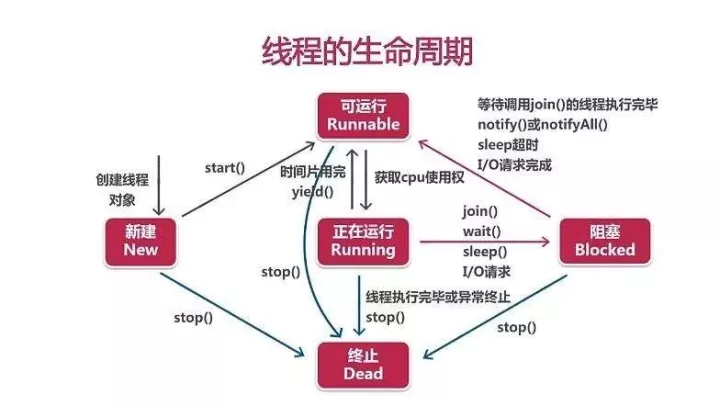 线程的生命周期
可运行
Runnable
等待调用join()的线程执行完毕
notify()或notifyAll()
sleep超时
I/O请求完成
创建线程
对象
start()
时间片用完
yield()
获取cpu使用权
新建
New
正在运行
Running
join()
wait()
sleep()
I/O请求
阻塞
Blocked
stop()
stop()
线程执行完毕或异常终止
stop()
stop()
终止
Dead